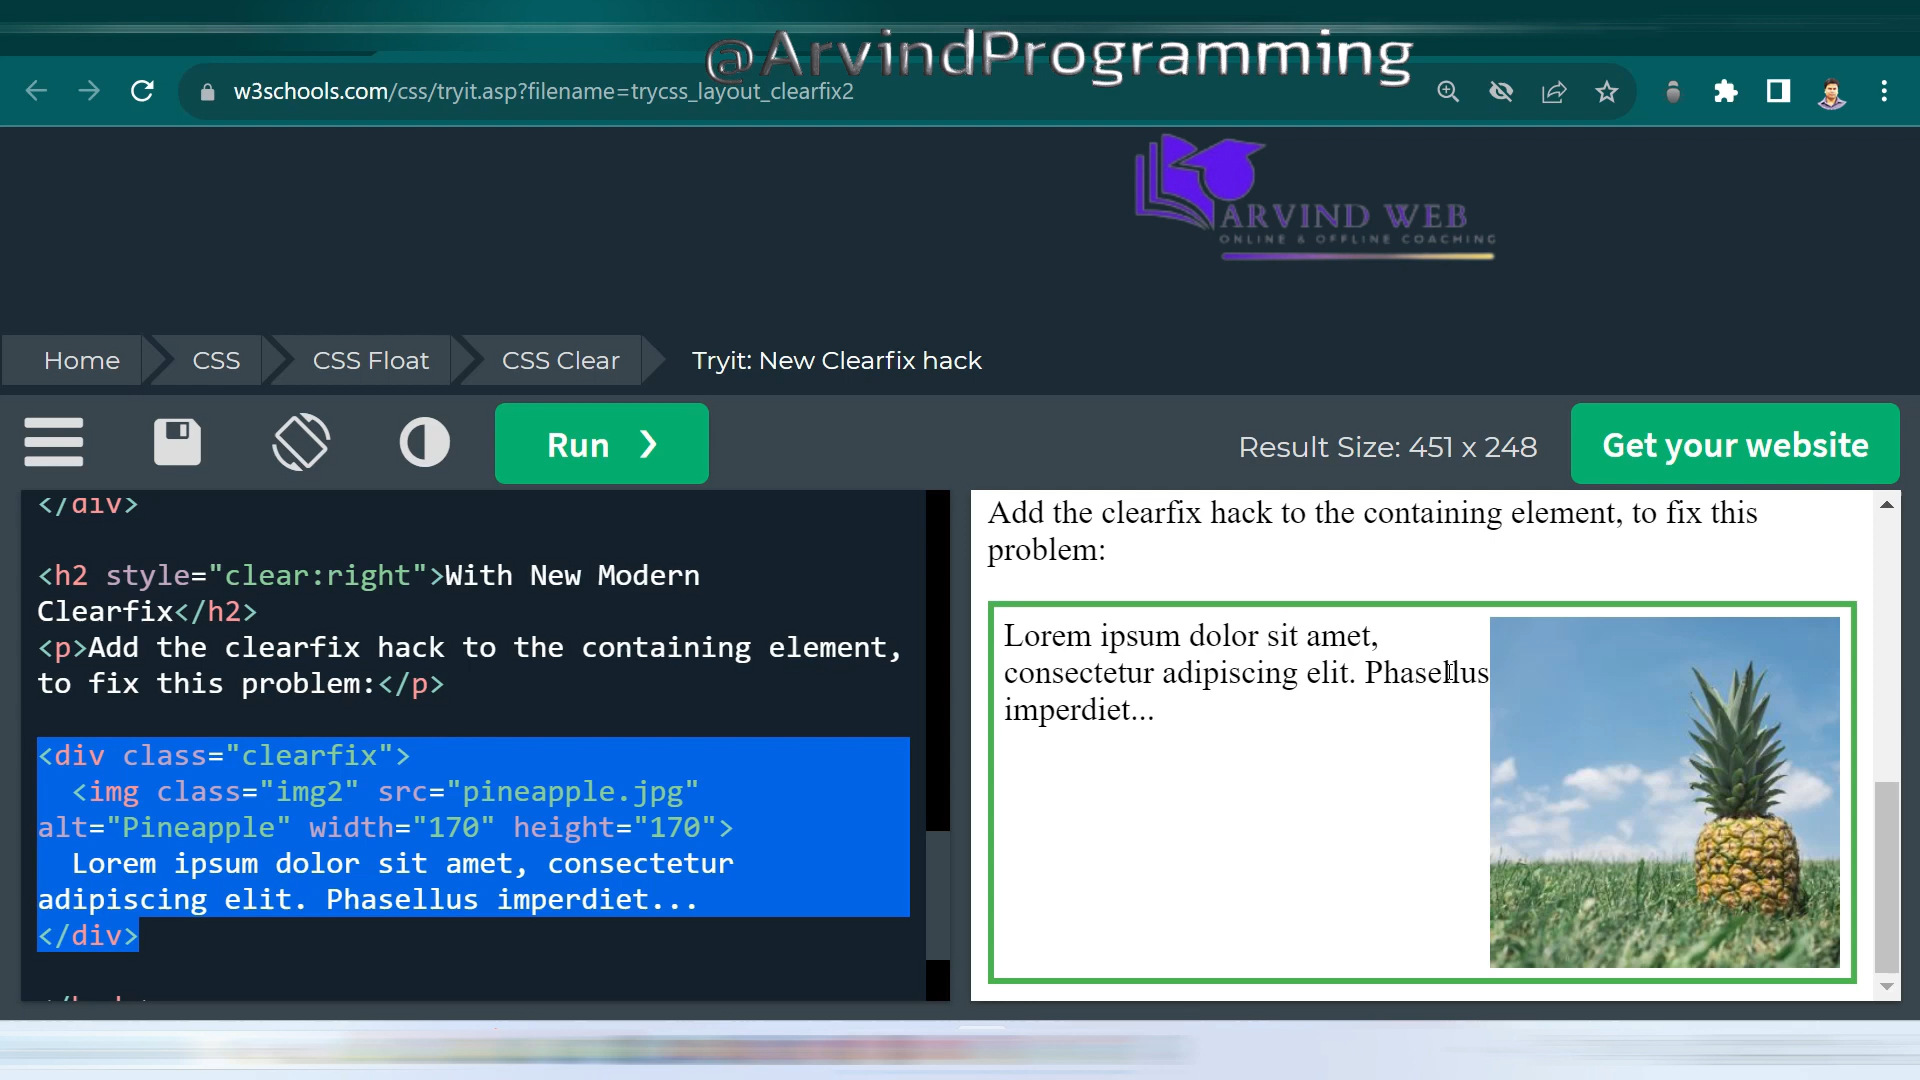 @ArvindProgramming
w3schools.com/css/tryit.asp?filename=trycss_layout_clearfix2
ARVIND WEB
ONLINE & OFFLINE COACHING
Home CSS CSS Float CSS Clear Tryit: New Clearfix hack
Run ❯ Result Size: 451 x 248 Get your website
</div>
<h2 style="clear:right">With New Modern
Clearfix</h2>
<p>Add the clearfix hack to the containing element,
to fix this problem:</p>
<div class="clearfix">
<img class="img2" src="pineapple.jpg"
alt="Pineapple" width="170" height="170">
Lorem ipsum dolor sit amet, consectetur
adipiscing elit. Phasellus imperdiet...
</div>
Add the clearfix hack to the containing element, to fix this
problem:
Lorem ipsum dolor sit amet,
consectetur adipiscing elit. Phasellus
imperdiet...